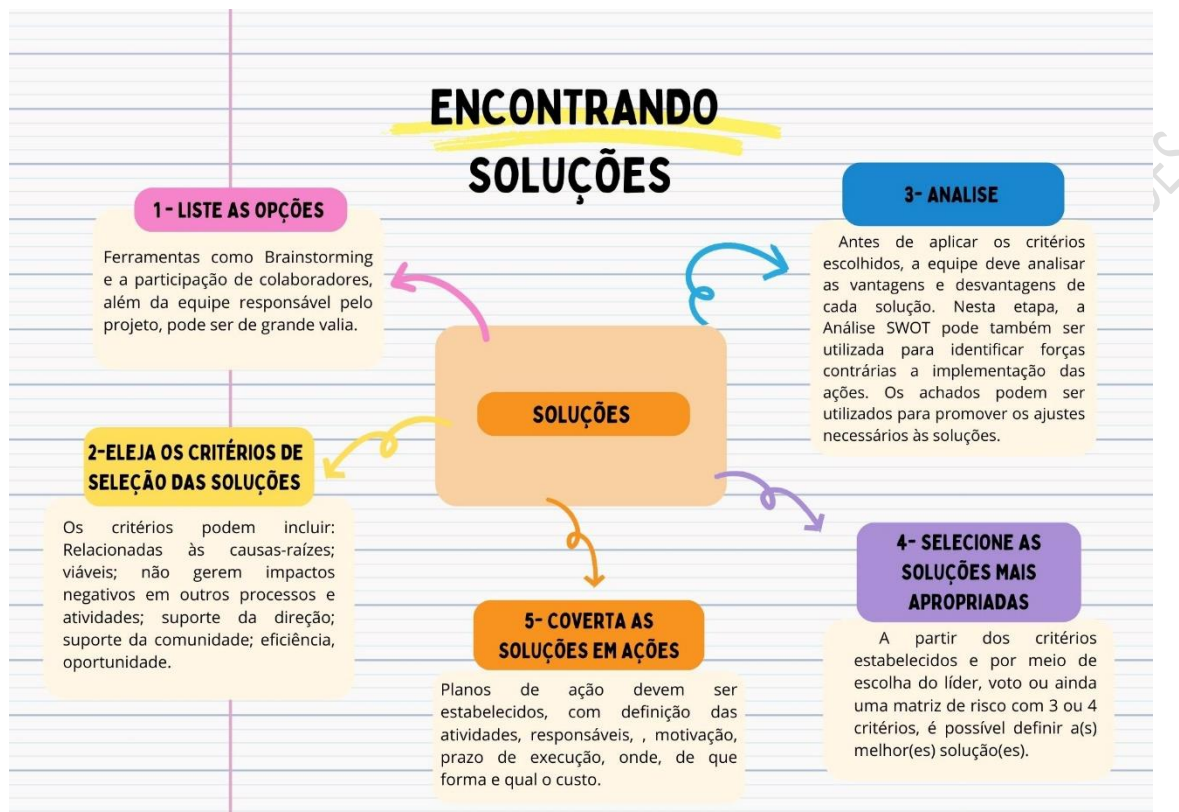 ENCONTRANDO
SOLUÇÕES
1 - LISTE AS OPÇÕES
Ferramentas como Brainstorming
e a participação de colaboradores,
além da equipe responsável pelo
projeto, pode ser de grande valia.
2-ELEJA OS CRITÉRIOS DE
SELEÇÃO DAS SOLUÇÕES
Os critérios podem incluir:
Relacionadas às causas-raízes;
viáveis; não gerem impactos
negativos em outros processos e
atividades; suporte da direção;
suporte da comunidade; eficiência,
oportunidade.
SOLUÇÕES
3- ANALISE
Antes de aplicar os critérios
escolhidos, a equipe deve analisar
as vantagens e desvantagens de
cada solução. Nesta etapa, a
Análise SWOT pode também ser
utilizada para identificar forças
contrárias a implementação das
ações. Os achados podem ser
utilizados para promover os ajustes
necessários às soluções.
4- SELECIONE AS
SOLUÇÕES MAIS
APROPRIADAS
A partir dos critérios
estabelecidos e por meio de
escolha do líder, voto ou ainda
uma matriz de risco com 3 ou 4
critérios, é possível definir a(s)
melhor(es) solução(es).
5- COVERTA AS
SOLUÇÕES EM AÇÕES
Planos de ação devem ser
estabelecidos, com definição das
atividades, responsáveis, , motivação,
prazo de execução, onde, de que
forma e qual o custo.